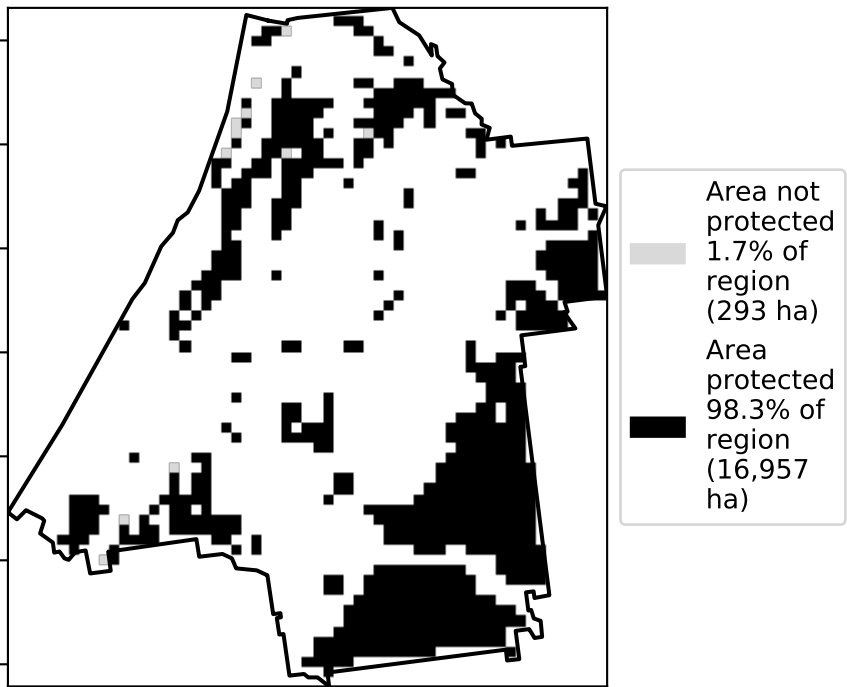 Area not
protected
1.7% of
region
(293 ha)
Area
protected
98.3% of
region
(16,957
ha)